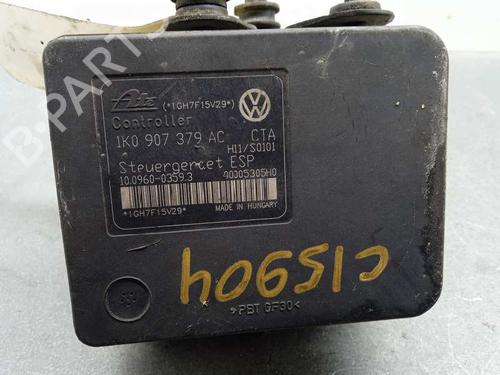 Ate (*1GH7F15V29*)
Controller
1K0 907 379 AC CTA
H11/S0101
Steuergeraet ESP
10.0960-0359.3 00005305H0
*1GH7F15V29* MADE IN HUNGARY
C15904
>PBT GF30<
B-PARTS